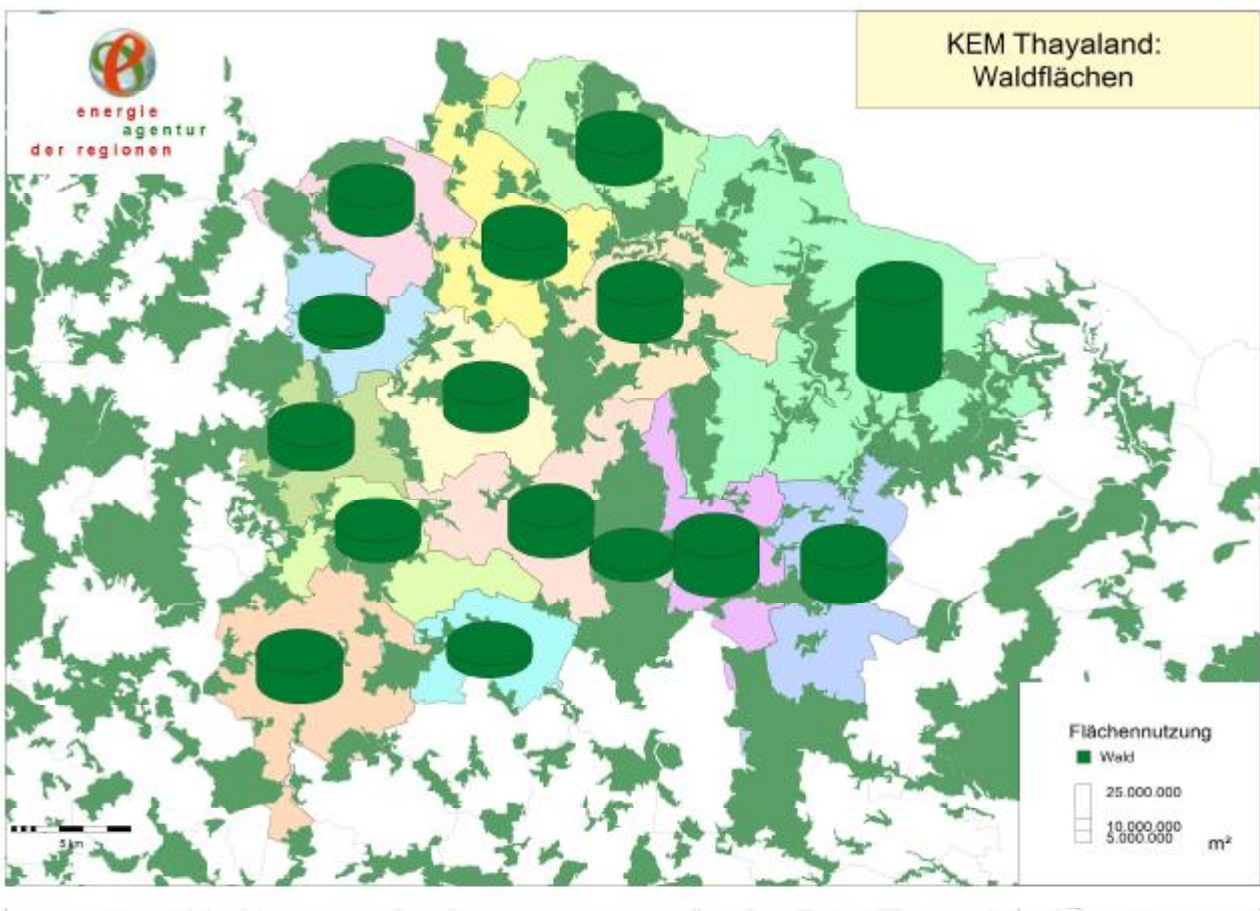 energie
agentur
der regionen
KEM Thayaland:
Waldflächen
Flächennutzung
Wald
25.000.000
10.000.000
5.000.000
m²
5 km